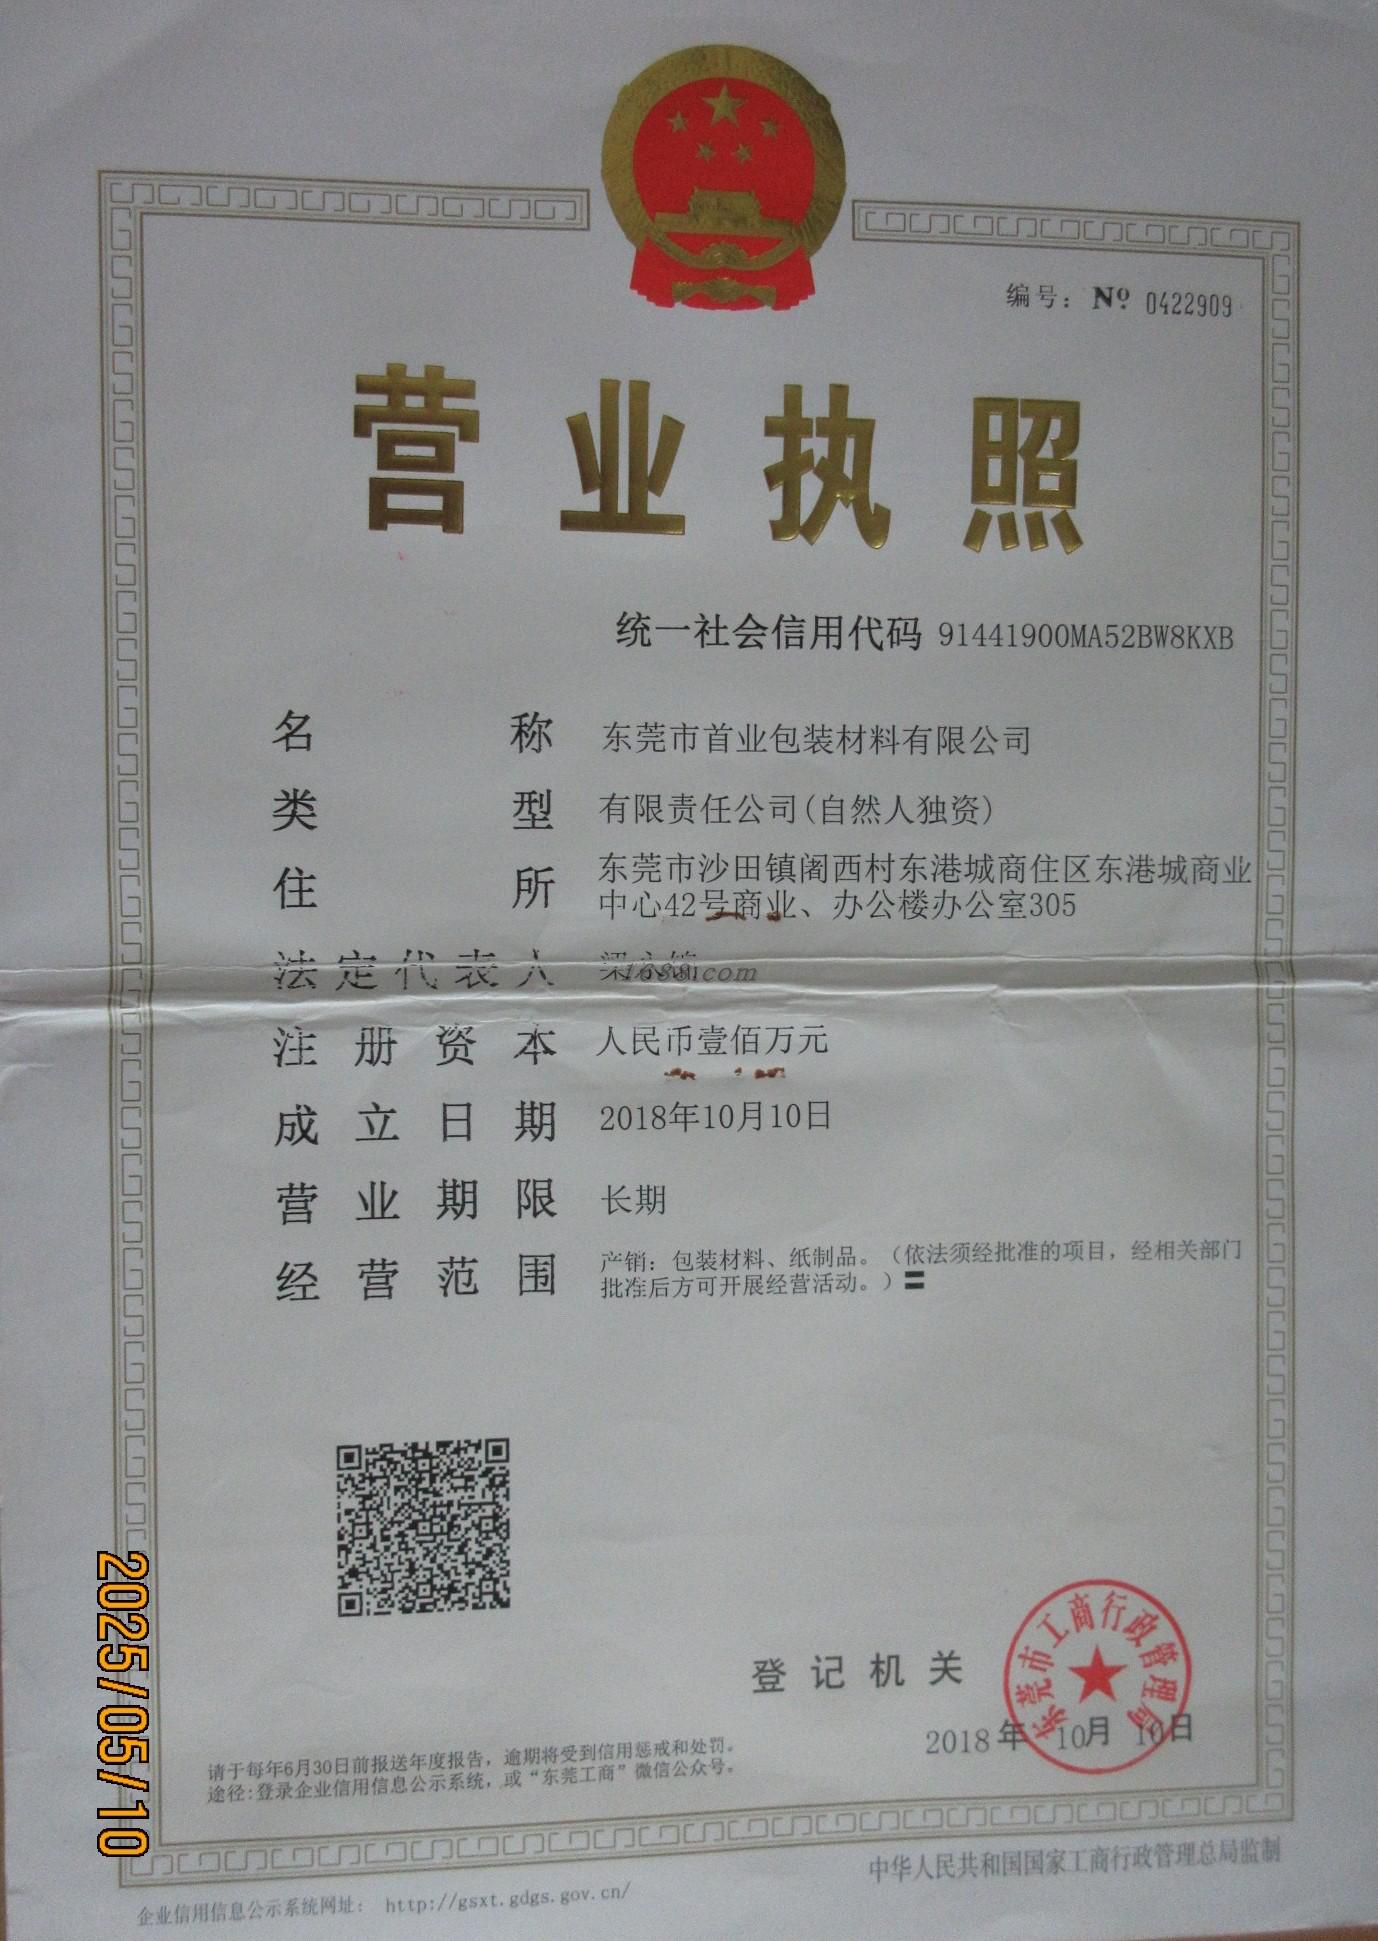 编号： № 0422909
营业执照
统一社会信用代码 91441900MA52BW8KXB
名称 东莞市首业包装材料有限公司
类型 有限责任公司(自然人独资)
住所 东莞市沙田镇阇西村东港城商住区东港城商业
中心42号商业、办公楼办公室305
法定代表人 梁
1688.com
注册资本 人民币壹佰万元
成立日期 2018年10月10日
营业期限 长期
经营范围 产销：包装材料、纸制品。（依法须经批准的项目，经相关部门
批准后方可开展经营活动。）〓
登记机关
东莞市工商行政管理局
2018年10月10日
请于每年6月30日前报送年度报告，逾期将受到信用惩戒和处罚。
途径:登录企业信用信息公示系统，或“东莞工商”微信公众号。
2025/05/10
中华人民共和国国家工商行政管理总局监制
企业信用信息公示系统网址： http://gsxt.gdgs.gov.cn/